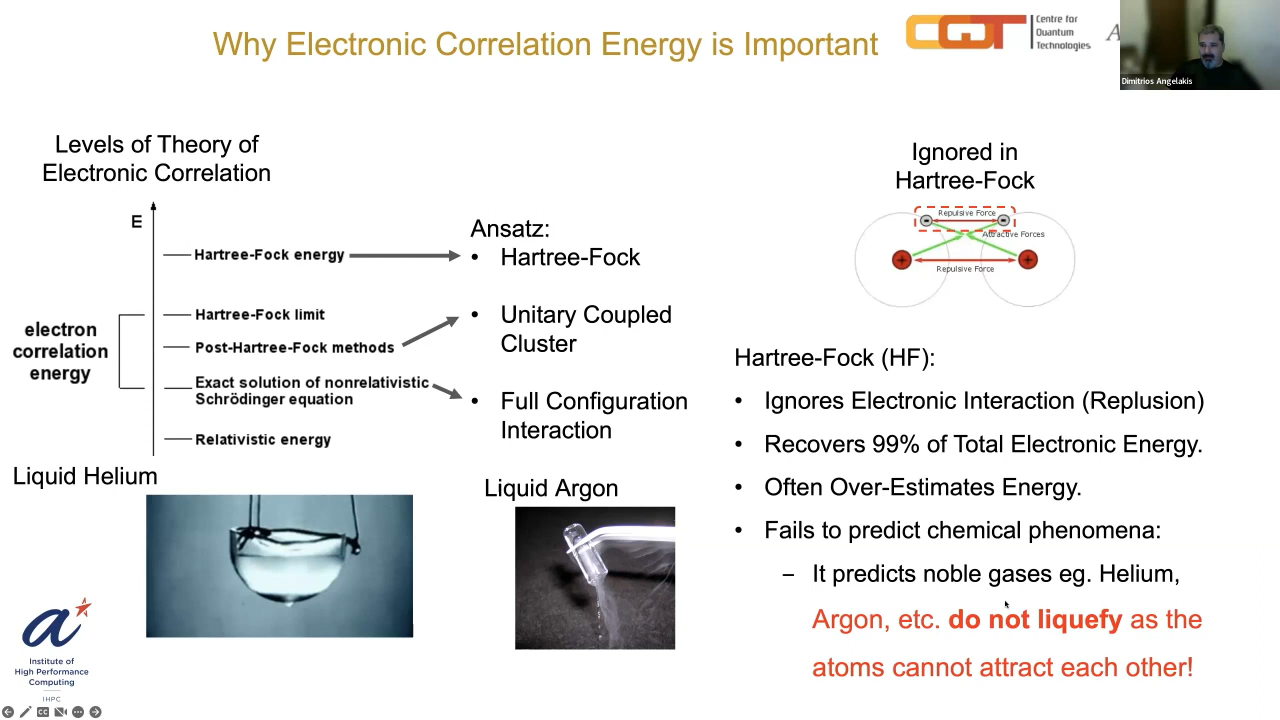 Why Electronic Correlation Energy is Important
CQT
Centre for
Quantum
Technologies
A
Dimitrios Angelakis
Levels of Theory of
Electronic Correlation
E
Hartree-Fock energy
Hartree-Fock limit
Post-Hartree-Fock methods
Exact solution of nonrelativistic
Schrödinger equation
Relativistic energy
electron
correlation
energy
Ansatz:
• Hartree-Fock
• Unitary Coupled
Cluster
• Full Configuration
Interaction
Liquid Helium
Liquid Argon
Ignored in
Hartree-Fock
Repulsive Force
Attractive Forces
Repulsive Force
Hartree-Fock (HF):
• Ignores Electronic Interaction (Replusion)
• Recovers 99% of Total Electronic Energy.
• Often Over-Estimates Energy.
• Fails to predict chemical phenomena:
– It predicts noble gases eg. Helium,
Argon, etc. do not liquefy as the
atoms cannot attract each other!
Institute of
High Performance
Computing
IHPC